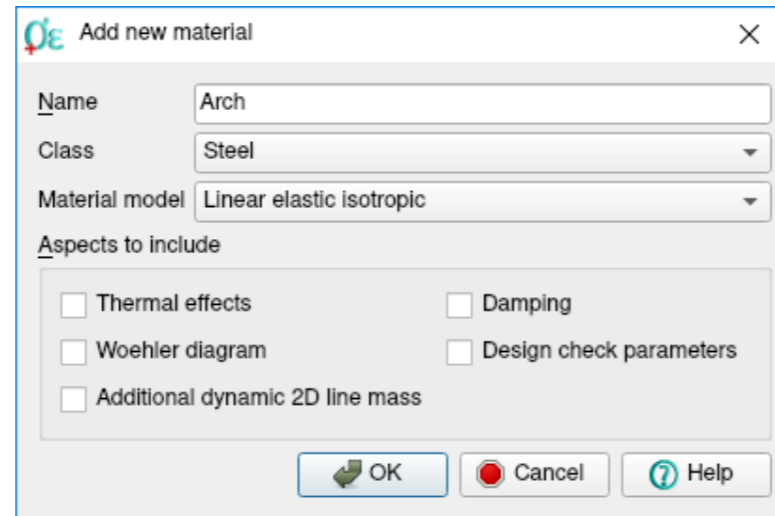 Add new material
Name Arch
Class Steel
Material model Linear elastic isotropic
Aspects to include
Thermal effects Damping
Woehler diagram Design check parameters
Additional dynamic 2D line mass
OK Cancel Help